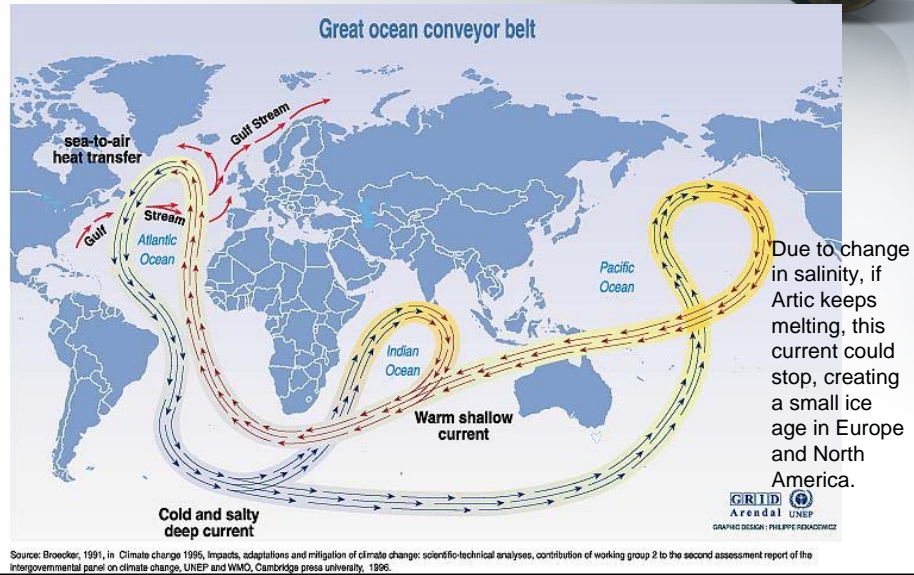 Great ocean conveyor belt
sea-to-air
heat transfer
Gulf Stream
Gulf
Stream
Atlantic
Ocean
Pacific
Ocean
Indian
Ocean
Warm shallow
current
Cold and salty
deep current
Due to change
in salinity, if
Artic keeps
melting, this
current could
stop, creating
a small ice
age in Europe
and North
America.
GRID
Arendal UNEP
GRAPHIC DESIGN : PHILIPPE REKACEWICZ
Source: Broecker, 1991, in Climate change 1995, Impacts, adaptations and mitigation of climate change: scientific-technical analyses, contribution of working group 2 to the second assessment report of the
intergovernmental panel on climate change, UNEP and WMO, Cambridge press university, 1996.